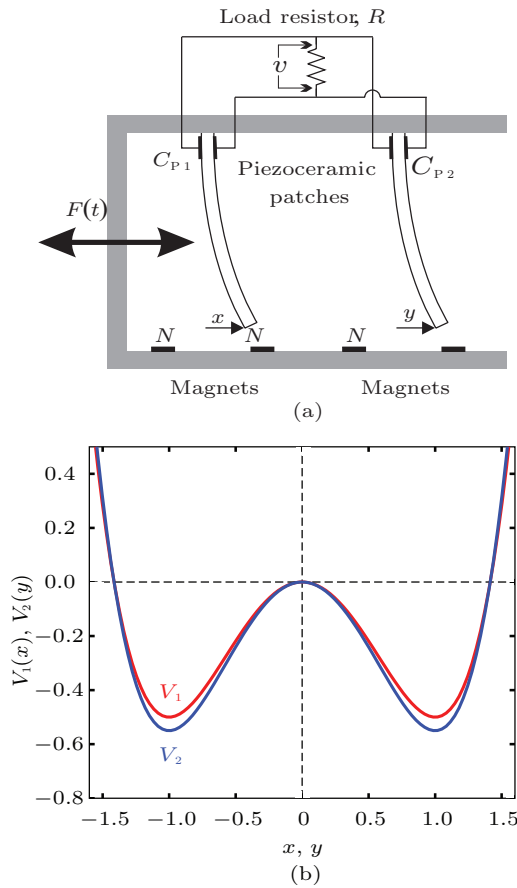 Load resistor, R
v
C_P1
Piezoceramic
patches
C_P2
F(t)
x
y
N
N
N
Magnets
Magnets
(a)
V_1(x), V_2(y)
0.4
0.2
0.0
−0.2
−0.4
−0.6
−0.8
V_1
V_2
−1.5
−1.0
−0.5
0
0.5
1.0
1.5
x, y
(b)